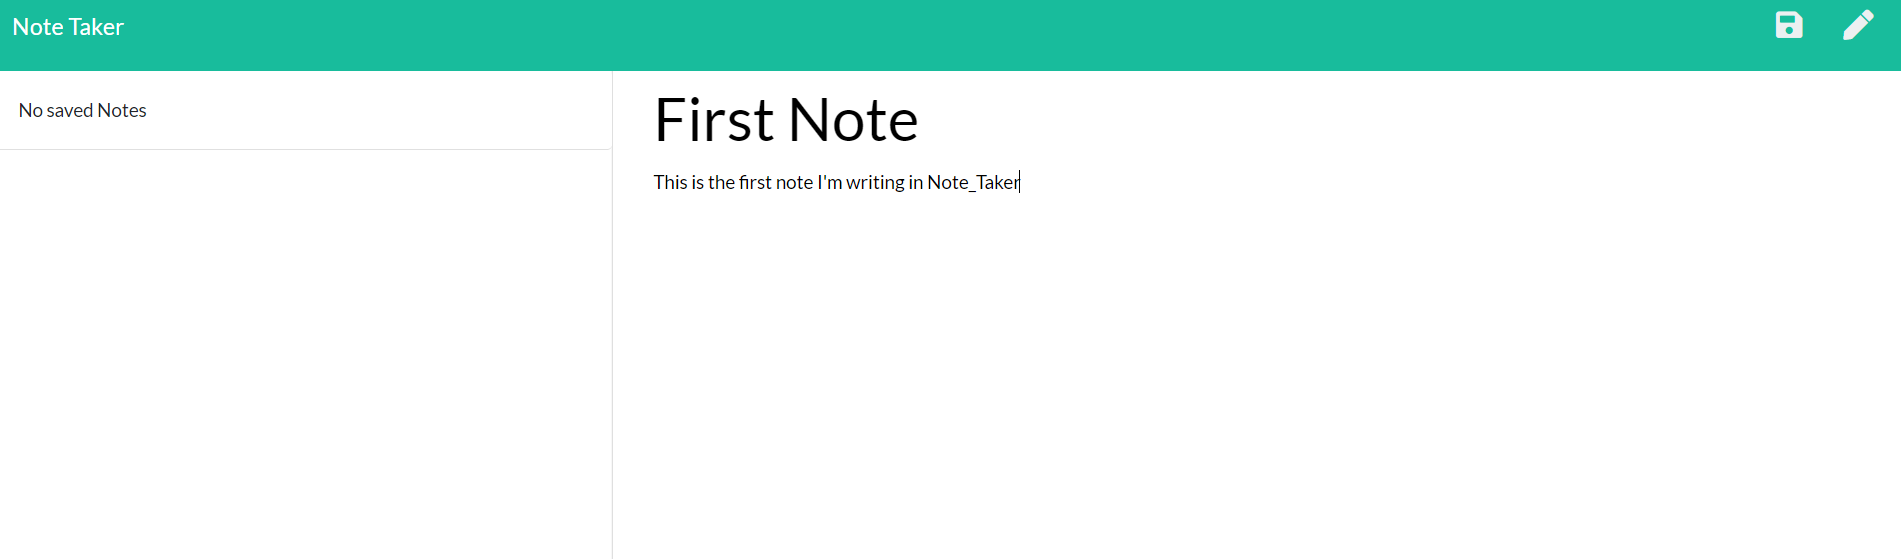 Note Taker
No saved Notes
First Note
This is the first note I'm writing in Note_Taker